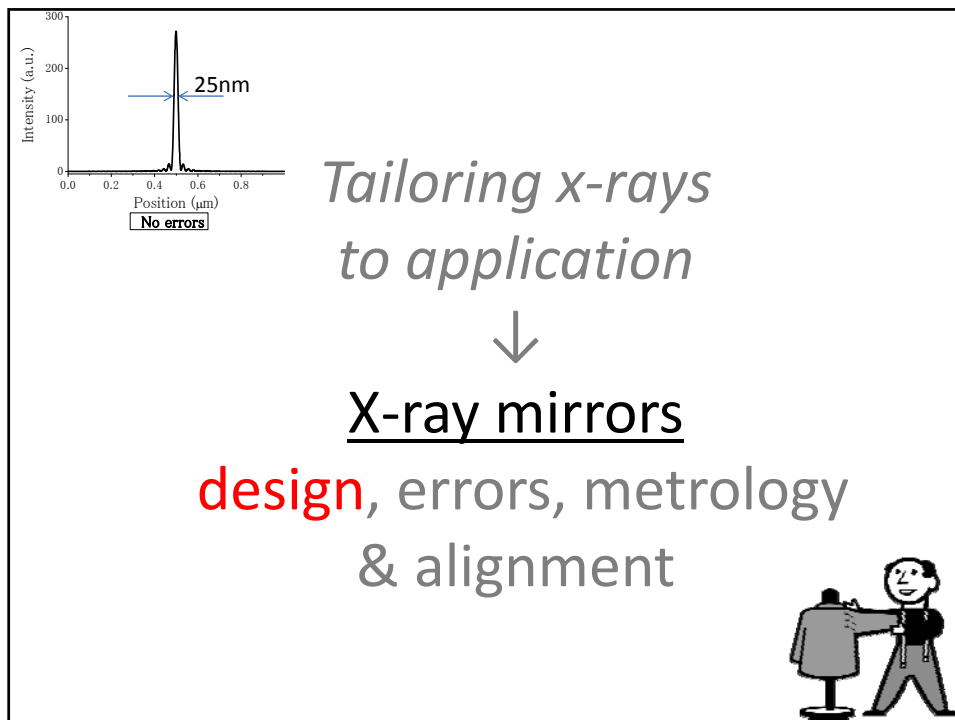 300
200
100
0
Intensity (a.u.)
25nm
0.0 0.2 0.4 0.6 0.8
Position (μm)
No errors
Tailoring x-rays
to application
↓
X-ray mirrors
design, errors, metrology
& alignment